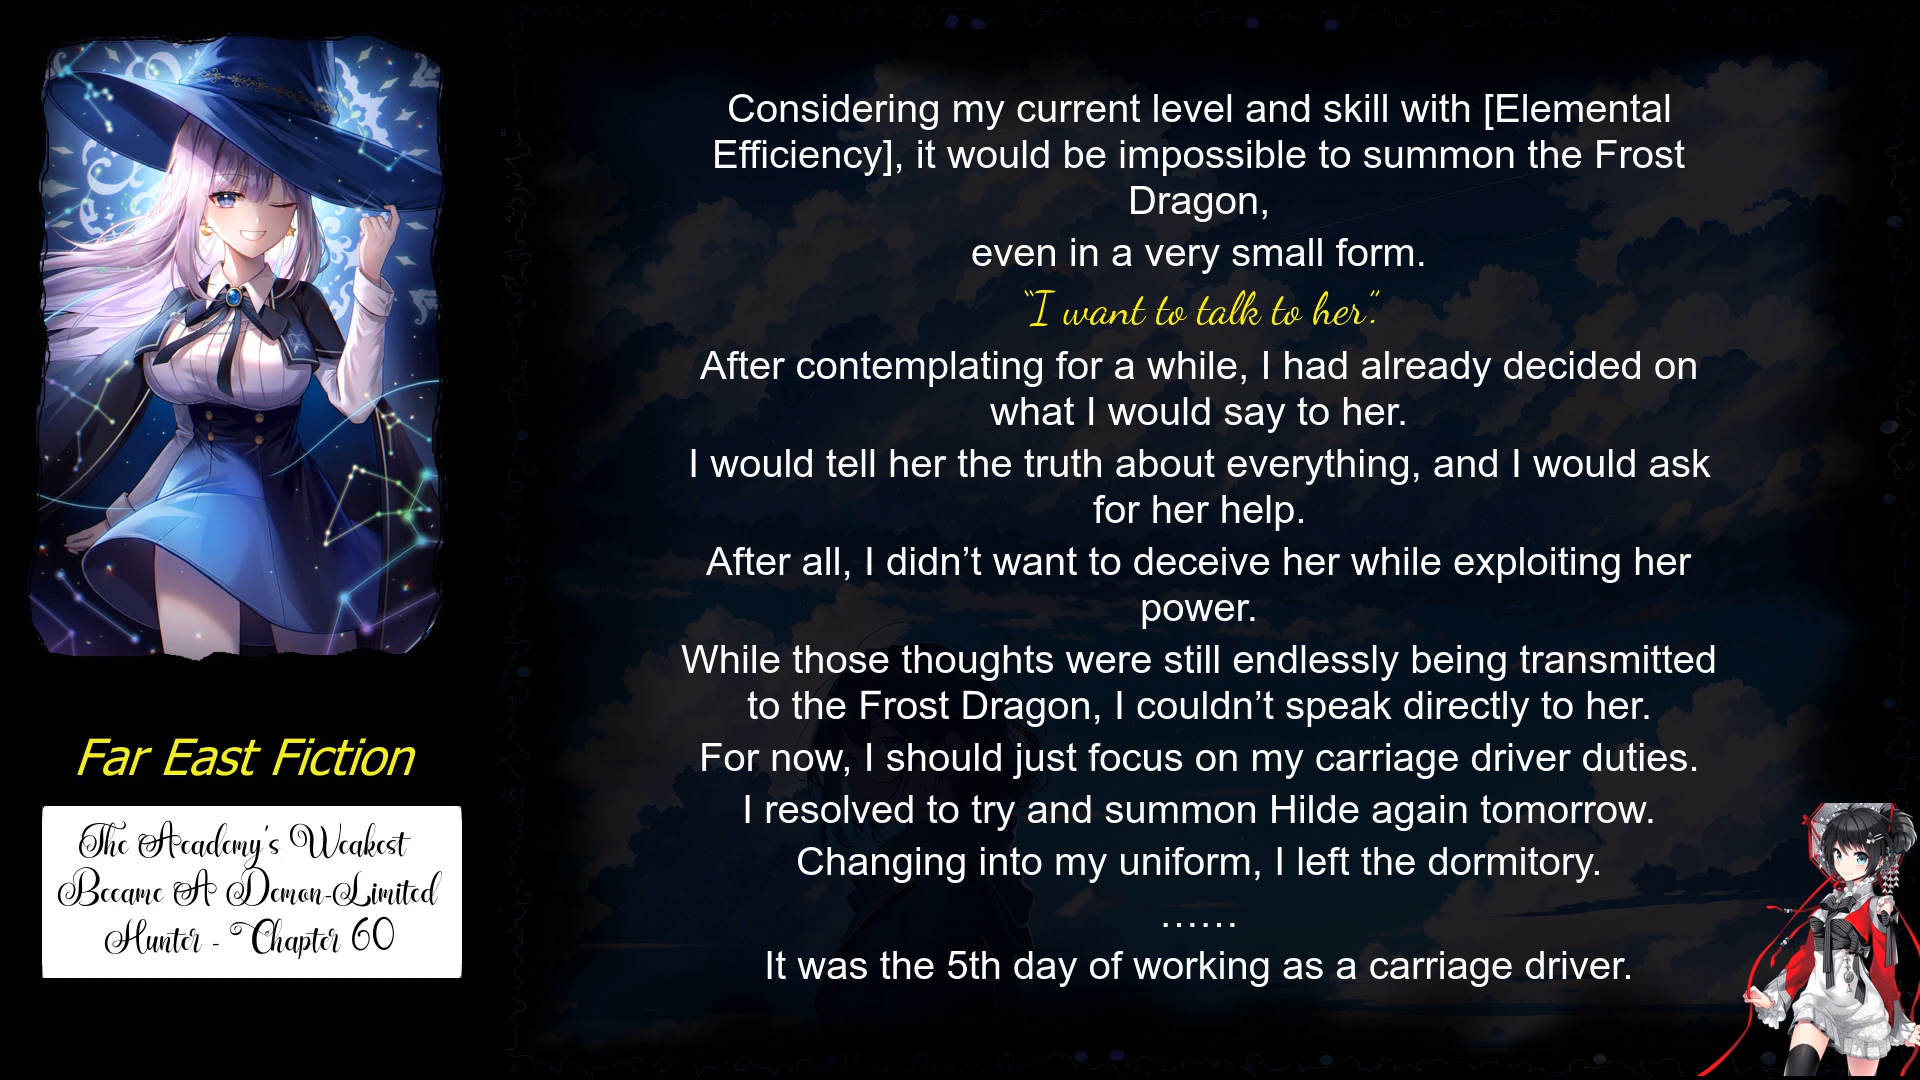 Considering my current level and skill with [Elemental
Efficiency], it would be impossible to summon the Frost
Dragon,
even in a very small form.
“I want to talk to her”.
After contemplating for a while, I had already decided on
what I would say to her.
I would tell her the truth about everything, and I would ask
for her help.
After all, I didn’t want to deceive her while exploiting her
power.
While those thoughts were still endlessly being transmitted
to the Frost Dragon, I couldn’t speak directly to her.
For now, I should just focus on my carriage driver duties.
I resolved to try and summon Hilde again tomorrow.
Changing into my uniform, I left the dormitory.
……
It was the 5th day of working as a carriage driver.
Far East Fiction
The Academy's Weakest
Became A Demon-Limited
Hunter - Chapter 60